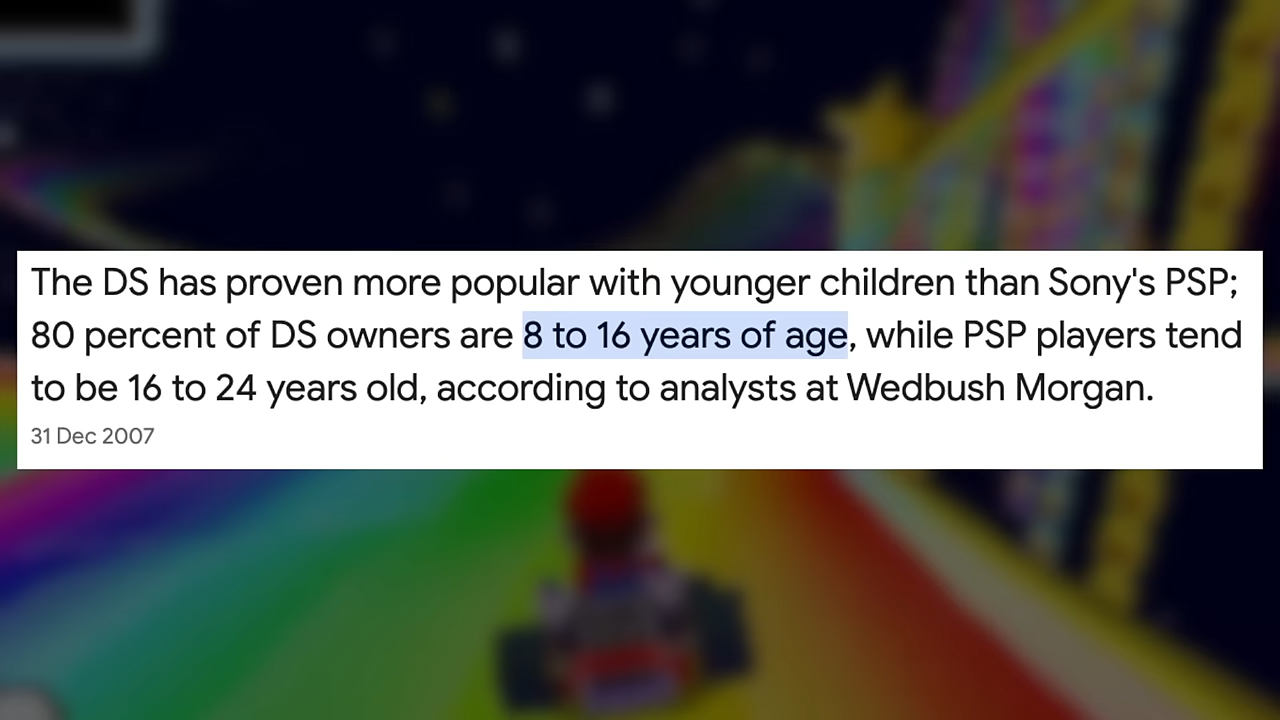 The DS has proven more popular with younger children than Sony's PSP;
80 percent of DS owners are 8 to 16 years of age, while PSP players tend
to be 16 to 24 years old, according to analysts at Wedbush Morgan.
31 Dec 2007